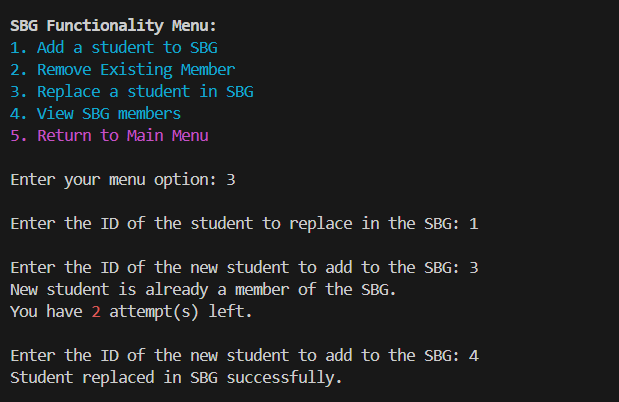 SBG Functionality Menu:
1. Add a student to SBG
2. Remove Existing Member
3. Replace a student in SBG
4. View SBG members
5. Return to Main Menu
Enter your menu option: 3
Enter the ID of the student to replace in the SBG: 1
Enter the ID of the new student to add to the SBG: 3
New student is already a member of the SBG.
You have 2 attempt(s) left.
Enter the ID of the new student to add to the SBG: 4
Student replaced in SBG successfully.